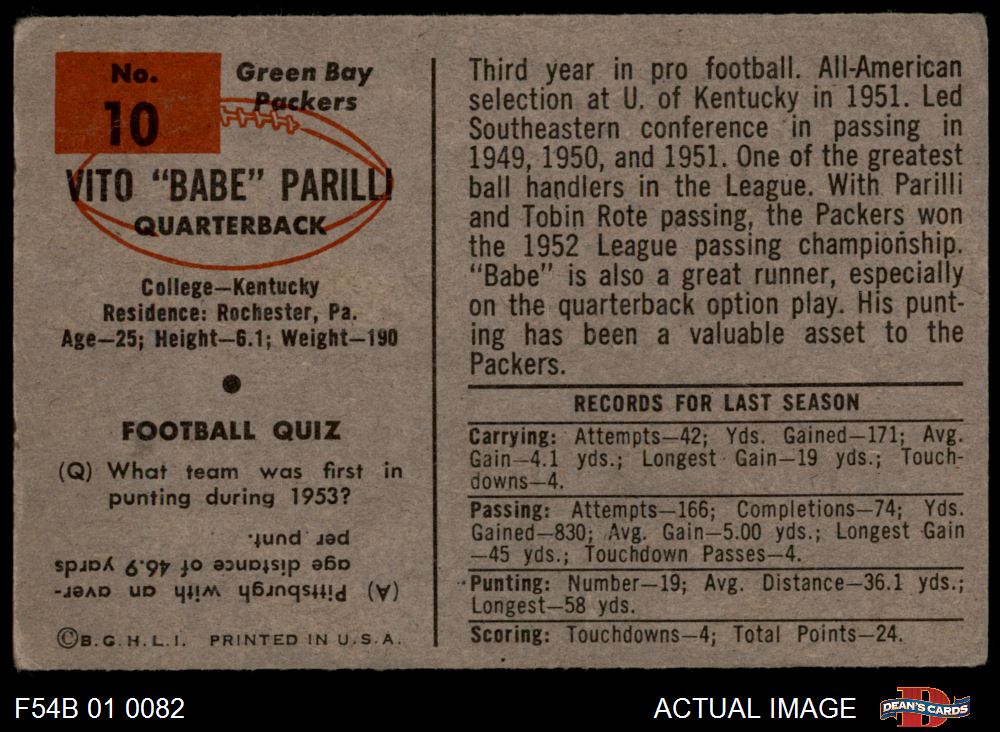 No.
10
Green Bay
Packers
VITO "BABE" PARILLI
QUARTERBACK
College—Kentucky
Residence: Rochester, Pa.
Age—25; Height—6.1; Weight—190
FOOTBALL QUIZ
(Q) What team was first in
punting during 1953?
(A) Pittsburgh with an aver-
age distance of 46.9 yards
per punt.
©B.G.H.L.I. PRINTED IN U.S.A.
Third year in pro football. All-American
selection at U. of Kentucky in 1951. Led
Southeastern conference in passing in
1949, 1950, and 1951. One of the greatest
ball handlers in the League. With Parilli
and Tobin Rote passing, the Packers won
the 1952 League passing championship.
"Babe" is also a great runner, especially
on the quarterback option play. His punt-
ing has been a valuable asset to the
Packers.
RECORDS FOR LAST SEASON
Carrying: Attempts—42; Yds. Gained—171; Avg.
Gain—4.1 yds.; Longest Gain—19 yds.; Touch-
downs—4.
Passing: Attempts—166; Completions—74; Yds.
Gained—830; Avg. Gain—5.00 yds.; Longest Gain
—45 yds.; Touchdown Passes—4.
Punting: Number—19; Avg. Distance—36.1 yds.;
Longest—58 yds.
Scoring: Touchdowns—4; Total Points—24.
F54B 01 0082
ACTUAL IMAGE
D
DEAN'S CARDS